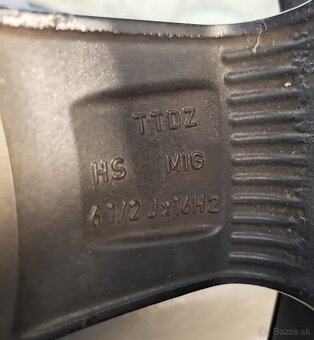 TTDZ
HS MIG
6 1/2 Jx16H2
Bazos.sk